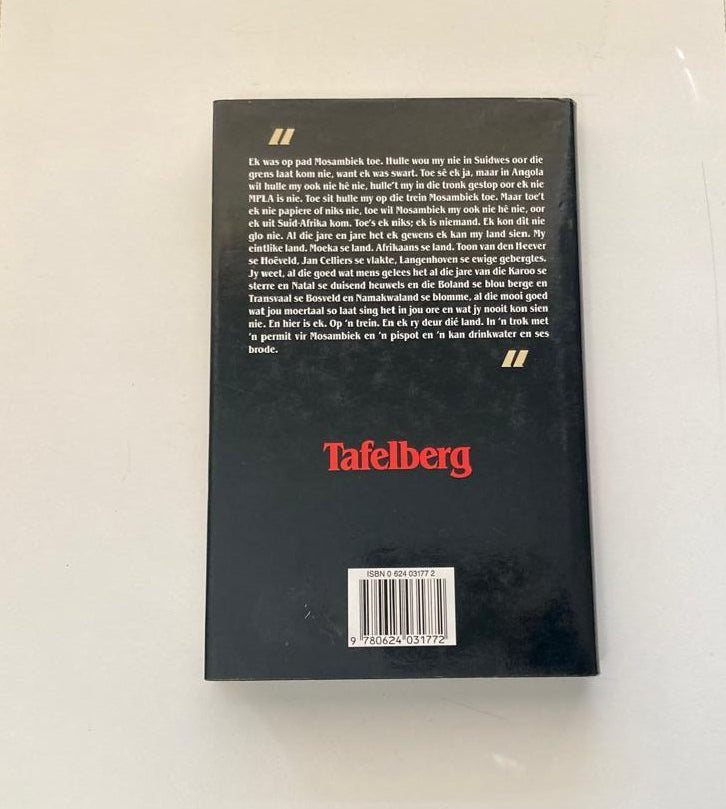 "
Ek was op pad Mosambiek toe. Hulle wou my nie in Suidwes oor die
grens laat kom nie, want ek was swart. Toe sê ek ja, maar in Angola
wil hulle my ook nie hê nie, hulle't my in die tronk gestop oor ek nie
MPLA is nie. Toe sit hulle my op die trein Mosambiek toe. Maar toe't
ek nie papiere of niks nie, toe wil Mosambiek my ook nie hê nie, oor
ek uit Suid-Afrika kom. Toe's ek niks; ek is niemand. Ek kon dit nie
glo nie. Al die jare en jare het ek gewens ek kan my land sien. My
eintlike land. Moeka se land. Afrikaans se land. Toon van den Heever
se Hoëveld, Jan Celliers se vlakte, Langenhoven se ewige gebergtes.
Jy weet, al die goed wat mens gelees het al die jare van die Karoo se
sterre en Natal se duisend heuwels en die Boland se blou berge en
Transvaal se Bosveld en Namakwaland se blomme, al die mooi goed
wat jou moertaal so laat sing het in jou ore en wat jy nooit kon sien
nie. En hier is ek. Op 'n trein. En ek ry deur dié land. In 'n trok met
'n permit vir Mosambiek en 'n pispot en 'n kan drinkwater en ses
brode.
"
Tafelberg
ISBN 0 624 03177 2
9 780624 031772